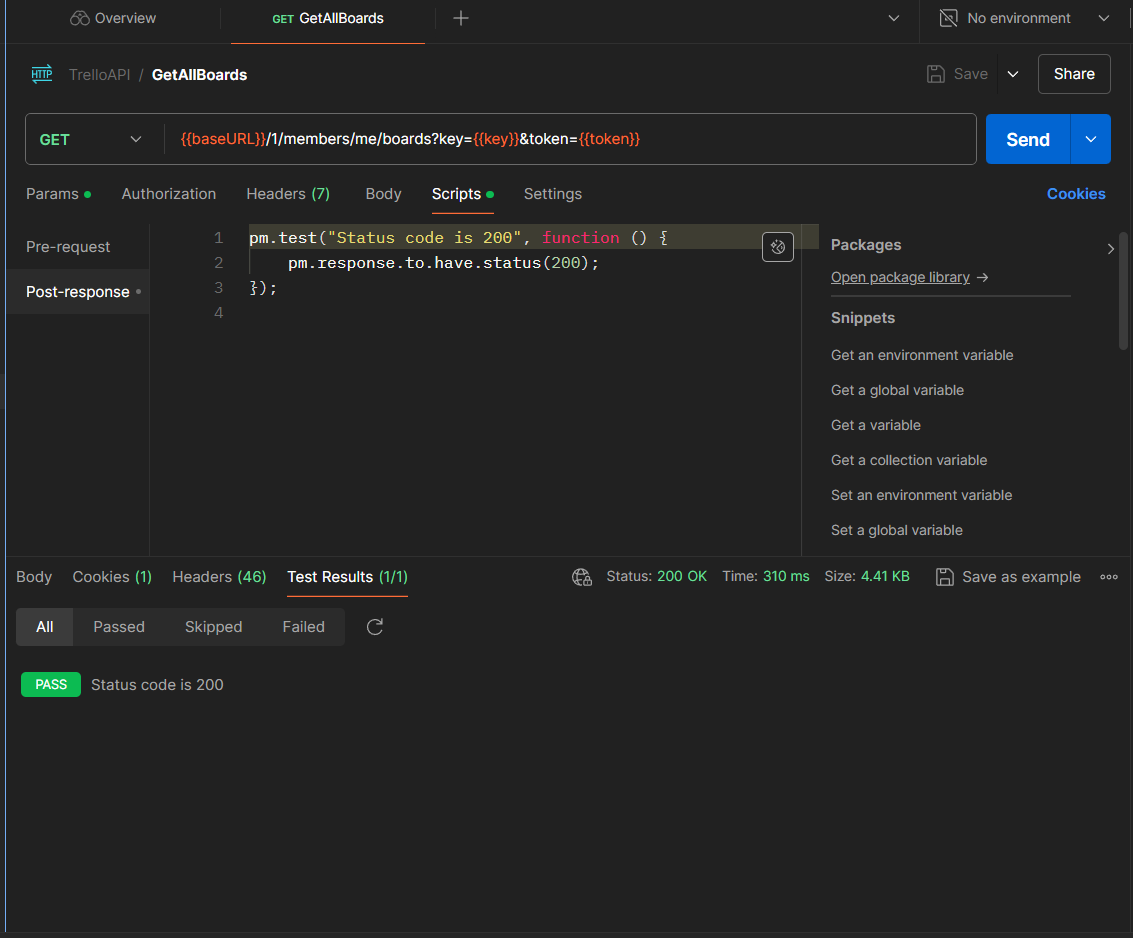 Overview
GET GetAllBoards
No environment
HTTP TrelloAPI / GetAllBoards
Save
Share
GET
{{baseURL}}/1/members/me/boards?key={{key}}&token={{token}}
Send
Params
Authorization
Headers (7)
Body
Scripts
Settings
Cookies
Pre-request
Post-response
1 pm.test("Status code is 200", function () {
2     pm.response.to.have.status(200);
3 });
4
Packages
Open package library →
Snippets
Get an environment variable
Get a global variable
Get a variable
Get a collection variable
Set an environment variable
Set a global variable
Body
Cookies (1)
Headers (46)
Test Results (1/1)
Status: 200 OK
Time: 310 ms
Size: 4.41 KB
Save as example
All
Passed
Skipped
Failed
PASS Status code is 200